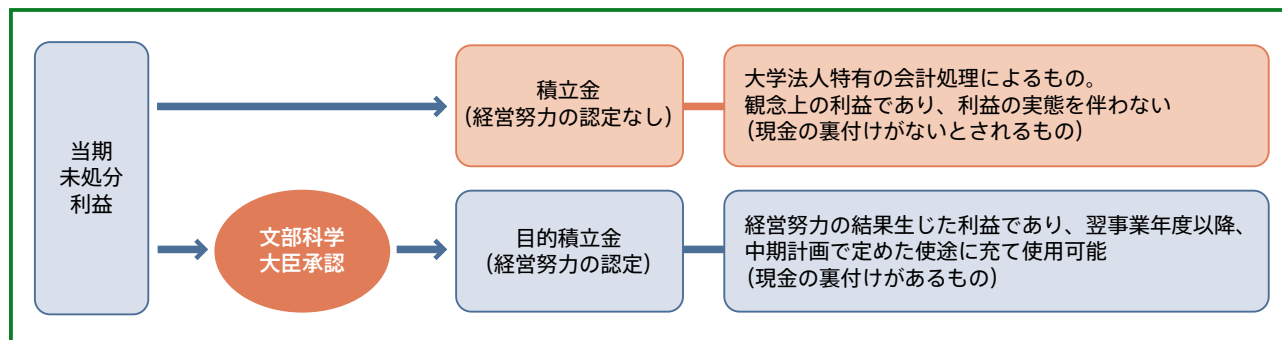 当期
未処分
利益
積立金
(経営努力の認定なし)
大学法人特有の会計処理によるもの。
観念上の利益であり、利益の実態を伴わない
(現金の裏付けがないとされるもの)
文部科学
大臣承認
目的積立金
(経営努力の認定)
経営努力の結果生じた利益であり、翌事業年度以降、
中期計画で定めた使途に充て使用可能
(現金の裏付けがあるもの)